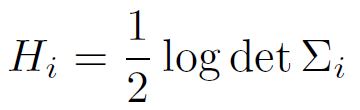 H_i = \frac{1}{2} \log \det \Sigma_i